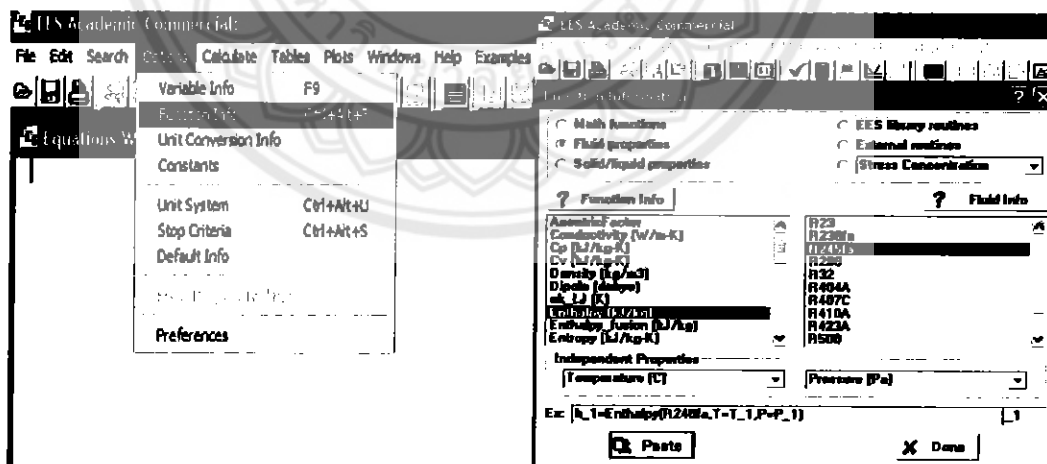 EES Academic Commercial:
File Edit Search Options Calculate Tables Plots Windows Help Examples
Variable Info F9
Function Info Ctrl+Alt+F
Unit Conversion Info
Constants
Unit System Ctrl+Alt+U
Stop Criteria Ctrl+Alt+S
Default Info
Preferences
Equations W
EES Academic Commercial
Function Information
Math functions
Fluid properties
Solid/liquid properties
EES library routines
External routines
Stress Concentration
? Function Info
? Fluid Info
AcentricFactor
Conductivity [W/m-K]
Cp [kJ/kg-K]
Cv [kJ/kg-K]
Density [kg/m3]
Dipole [debye]
ek_LJ [K]
Enthalpy [kJ/kg]
Enthalpy_fusion [kJ/kg]
Entropy [kJ/kg-K]
R23
R236fa
R245fa
R290
R32
R404A
R407C
R410A
R423A
R500
Independent Properties
Temperature [C]
Pressure [Pa]
Ex: h_1=Enthalpy(R245fa,T=T_1,P=P_1)
_1
Paste
X Done